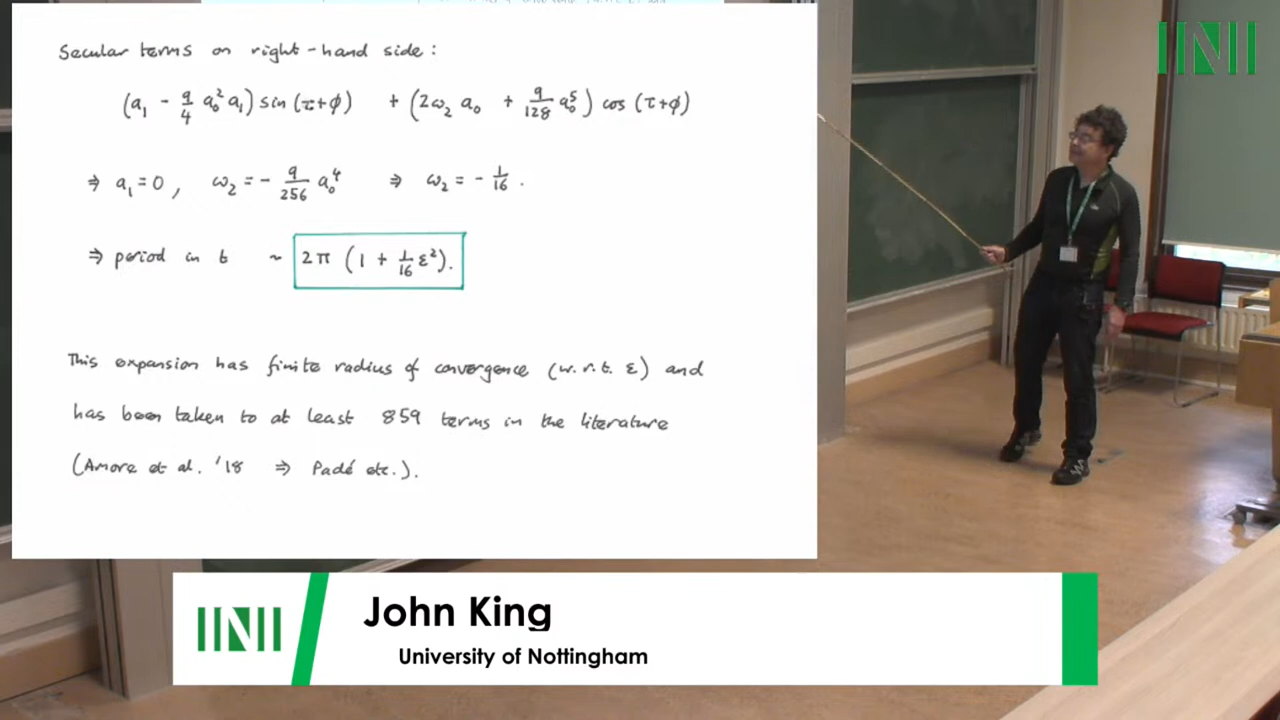 Secular terms on right-hand side:
(a₁ - 9/4 a₀² a₁) sin (τ+ϕ) + (2ω₂ a₀ + 9/128 a₀⁵) cos (τ+ϕ)
⇒ a₁ = 0, ω₂ = - 9/256 a₀⁴ ⇒ ω₂ = - 1/16 .
⇒ period in t ~ 2π (1 + 1/16 ε²).
This expansion has finite radius of convergence (w.r.t. ε) and
has been taken to at least 859 terms in the literature
(Amore et al. '18 ⇒ Padé etc.).
John King
University of Nottingham